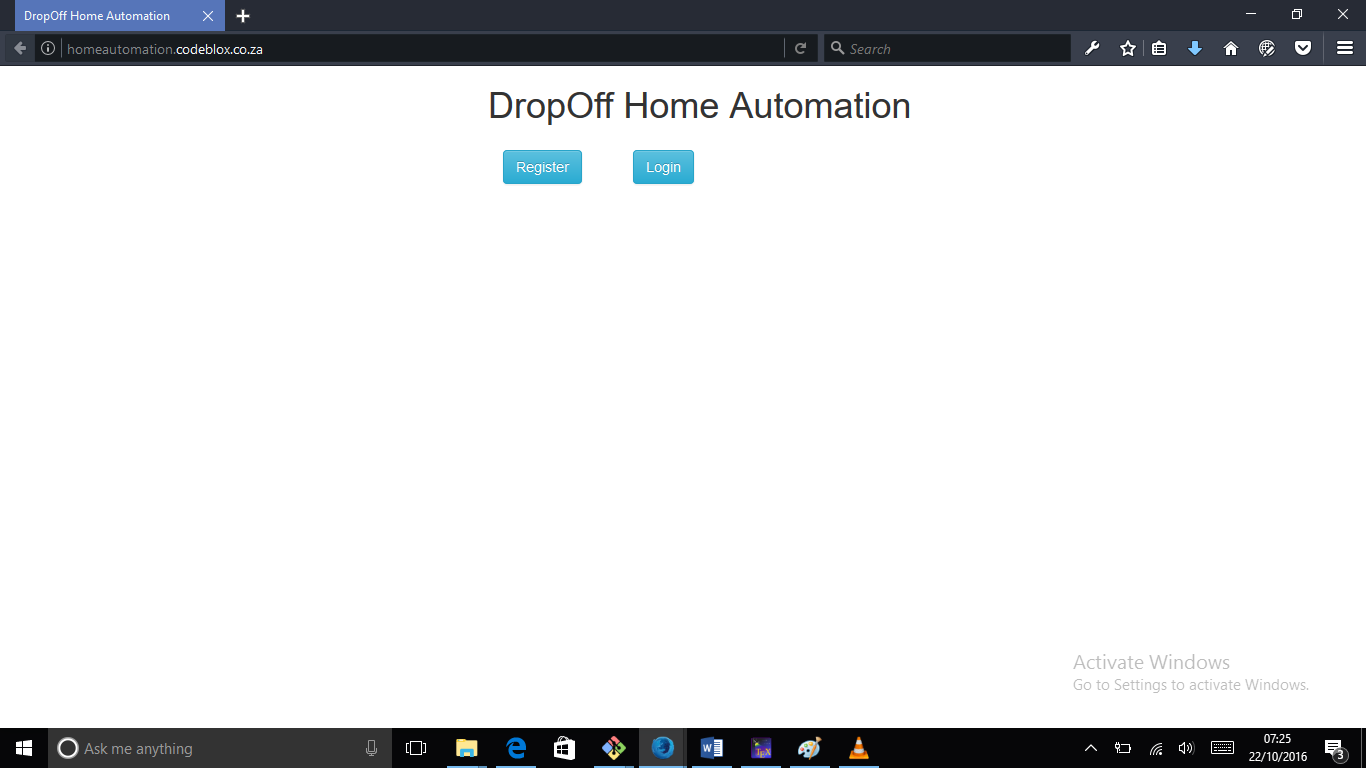 DropOff Home Automation
homeautomation.codeblox.co.za
Search
DropOff Home Automation
Register Login
Activate Windows
Go to Settings to activate Windows.
Ask me anything
07:25
22/10/2016
3